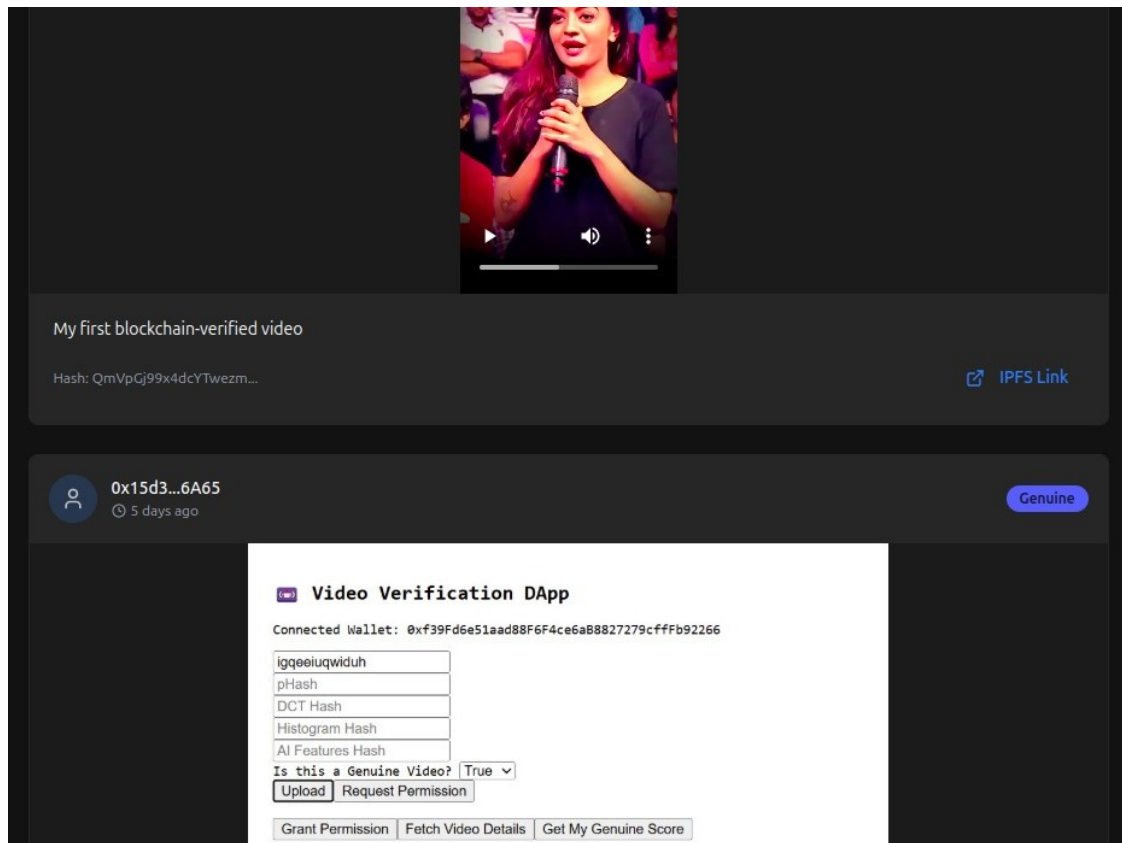 My first blockchain-verified video
Hash: QmVpGj99x4dcYTwezm...
IPFS Link
0x15d3...6A65
5 days ago
Genuine
Video Verification DApp
Connected Wallet: 0xf39Fd6e51aad88F6F4ce6aB8827279cffFb92266
igqeeiuqwiduh
pHash
DCT Hash
Histogram Hash
AI Features Hash
Is this a Genuine Video? True
Upload Request Permission
Grant Permission Fetch Video Details Get My Genuine Score